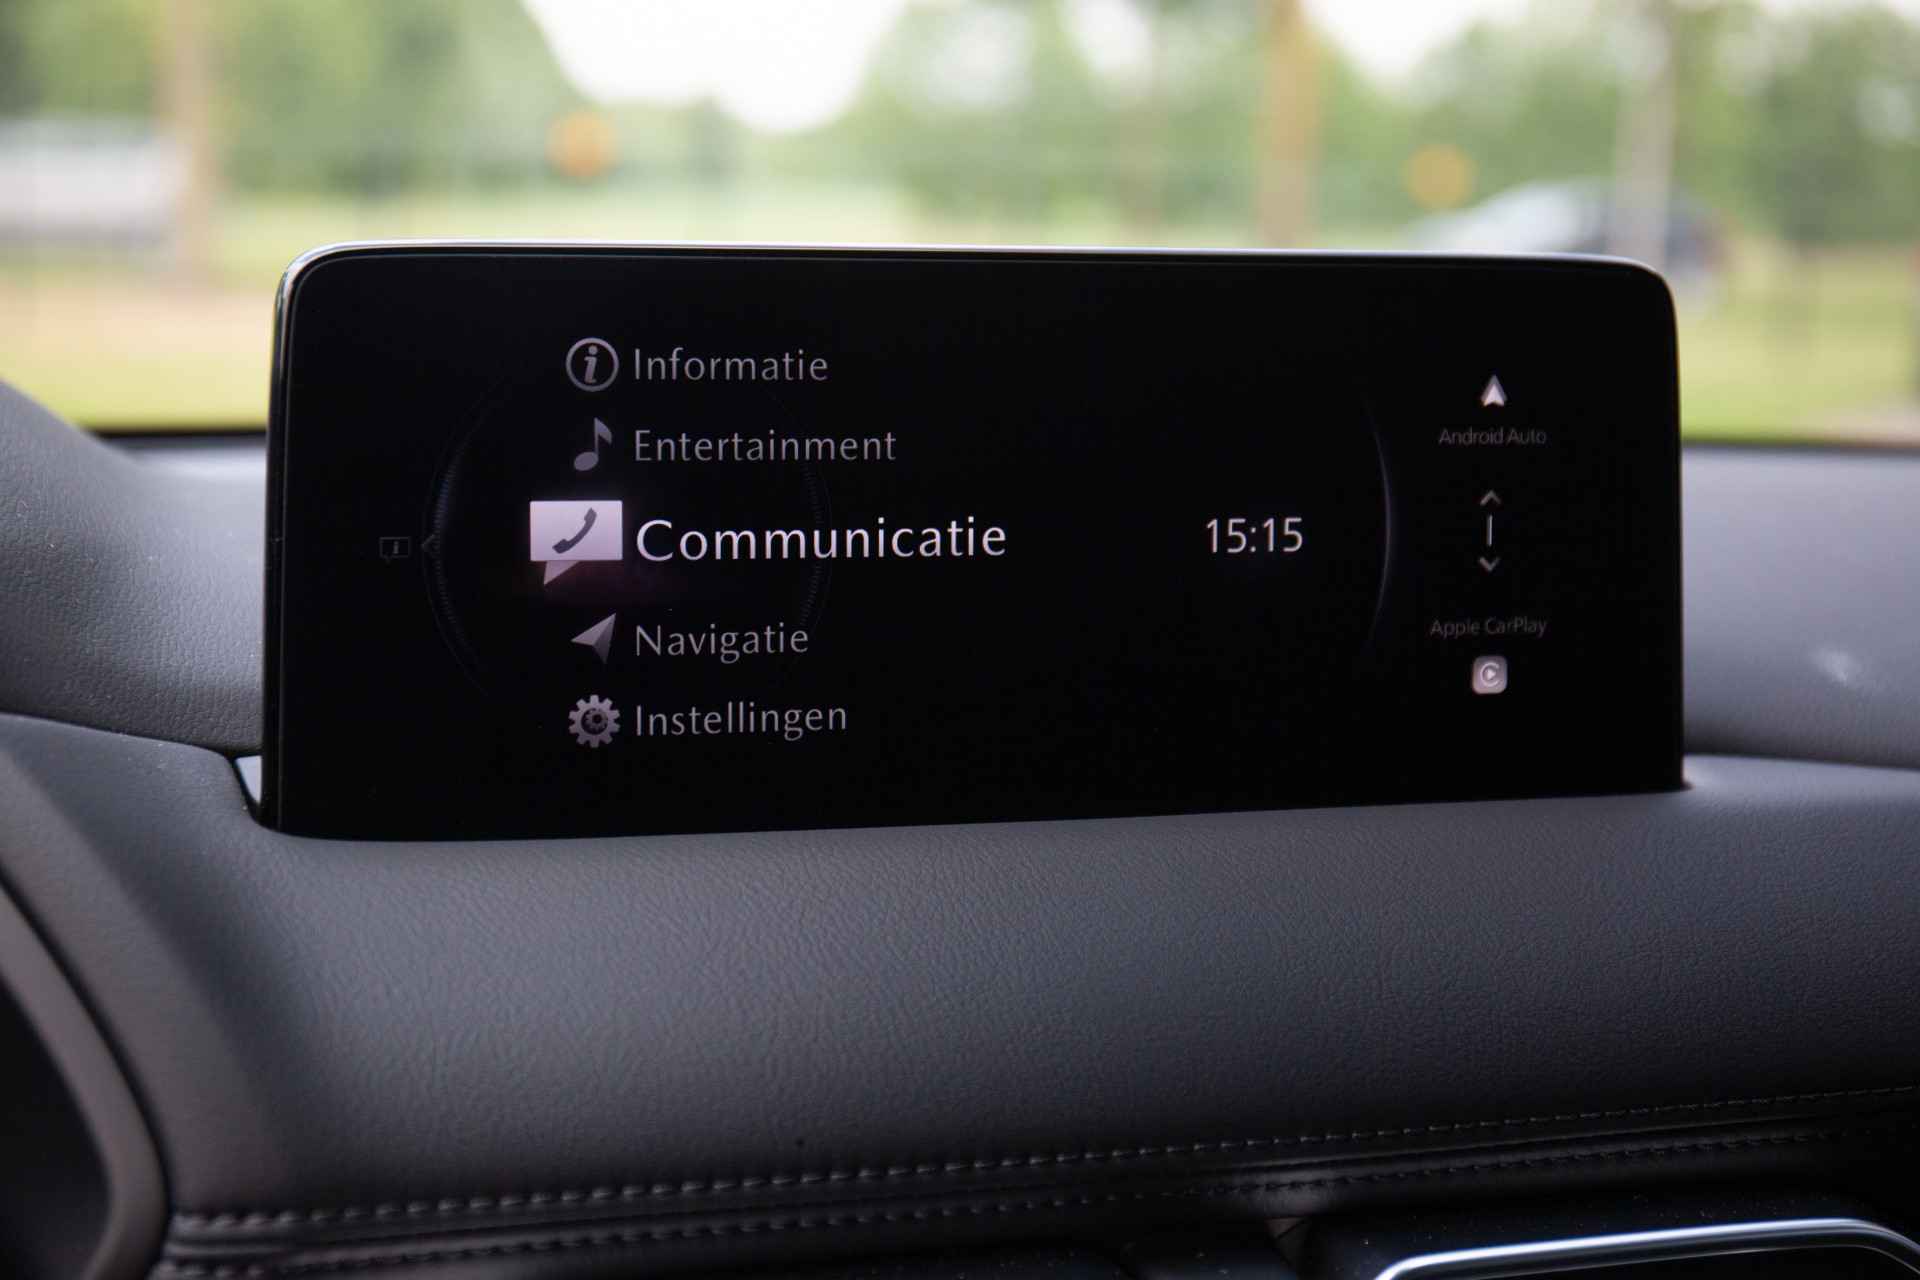 Informatie
Entertainment
Communicatie
Navigatie
Instellingen
15:15
Android Auto
Apple CarPlay